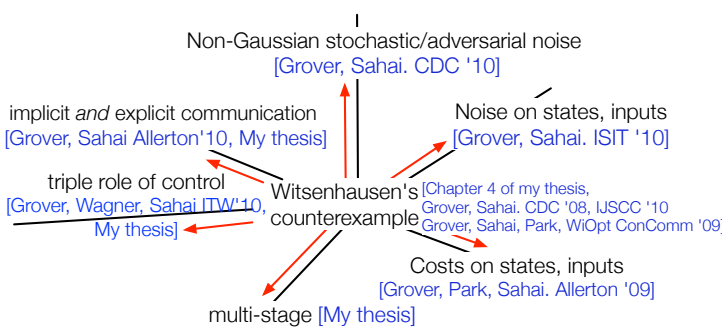 Non-Gaussian stochastic/adversarial noise
[Grover, Sahai. CDC '10]
implicit and explicit communication
[Grover, Sahai Allerton'10, My thesis]
Noise on states, inputs
[Grover, Sahai. ISIT '10]
triple role of control
[Grover, Wagner, Sahai ITW'10,
My thesis]
Witsenhausen's
counterexample
[Chapter 4 of my thesis,
Grover, Sahai. CDC '08, IJSCC '10
Grover, Sahai, Park, WiOpt ConComm '09]
Costs on states, inputs
[Grover, Park, Sahai. Allerton '09]
multi-stage [My thesis]